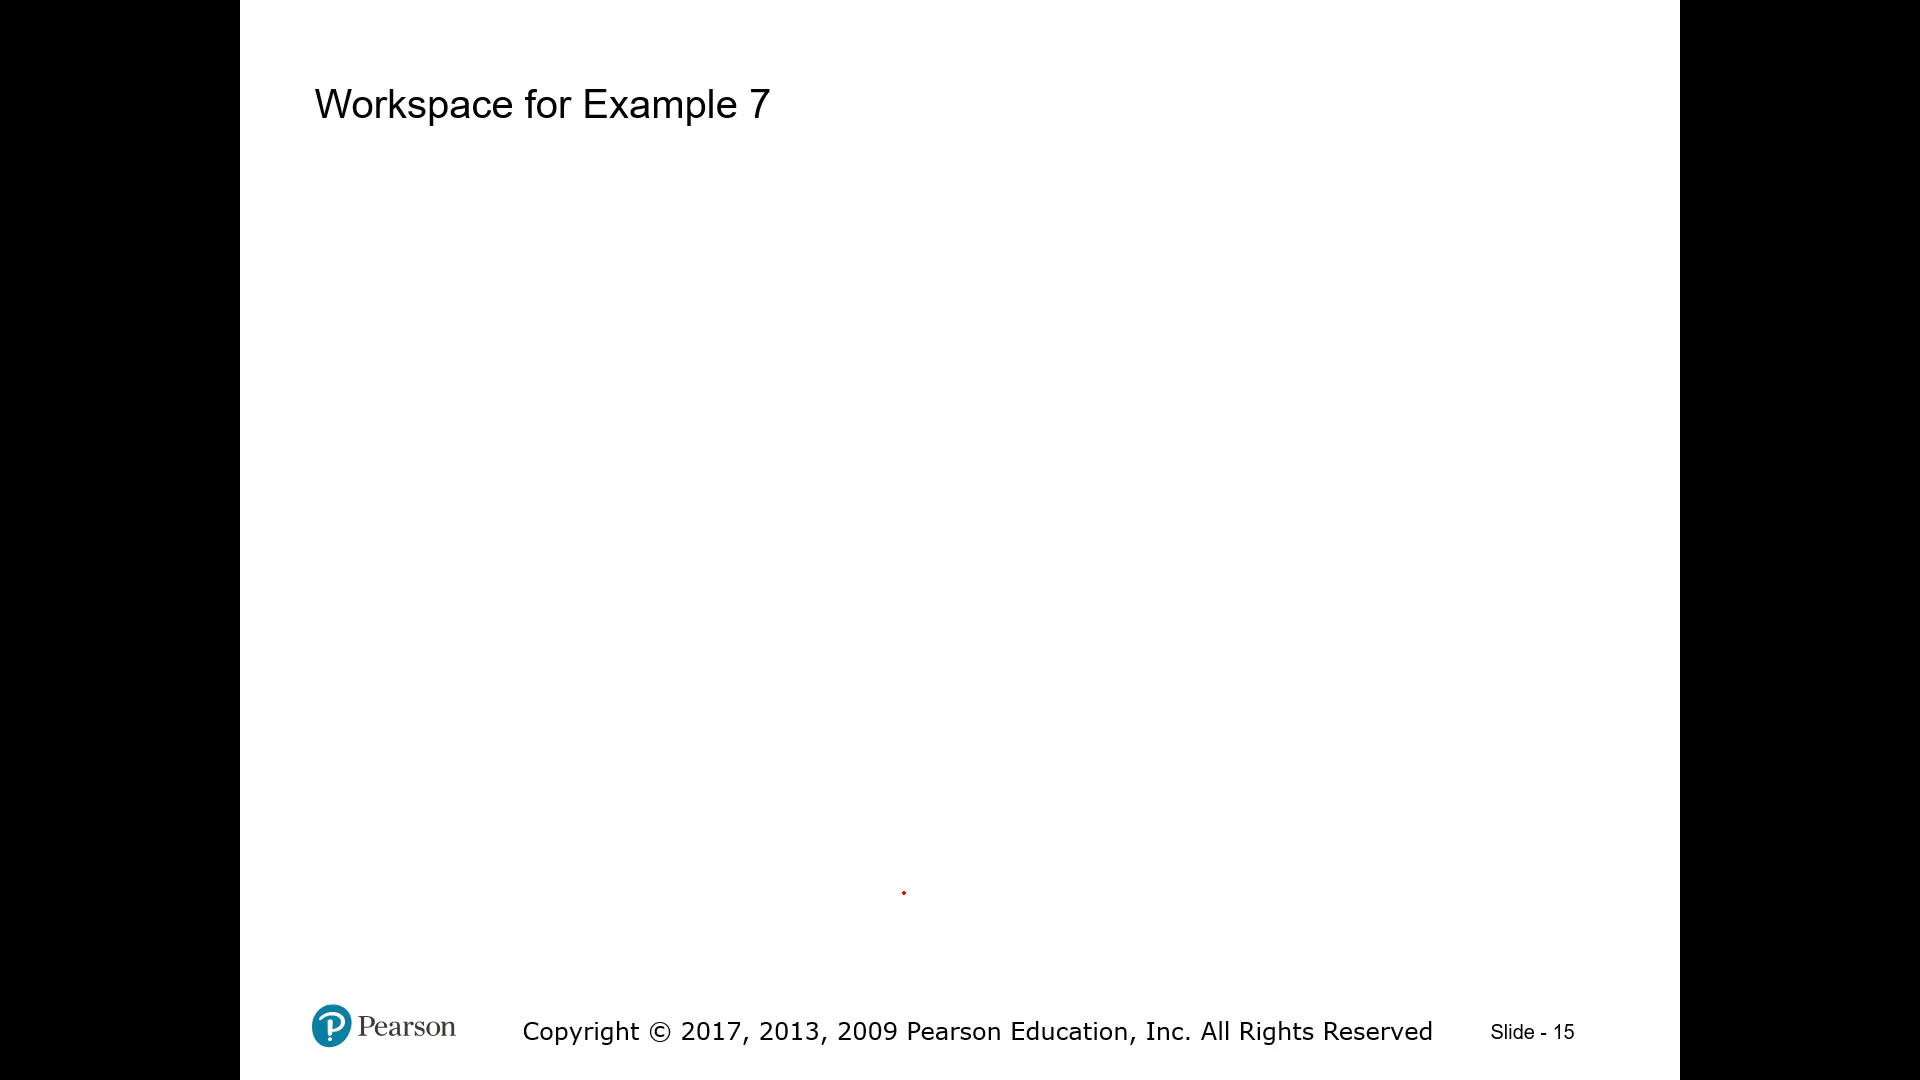 Workspace for Example 7
Pearson
Copyright © 2017, 2013, 2009 Pearson Education, Inc. All Rights Reserved
Slide - 15